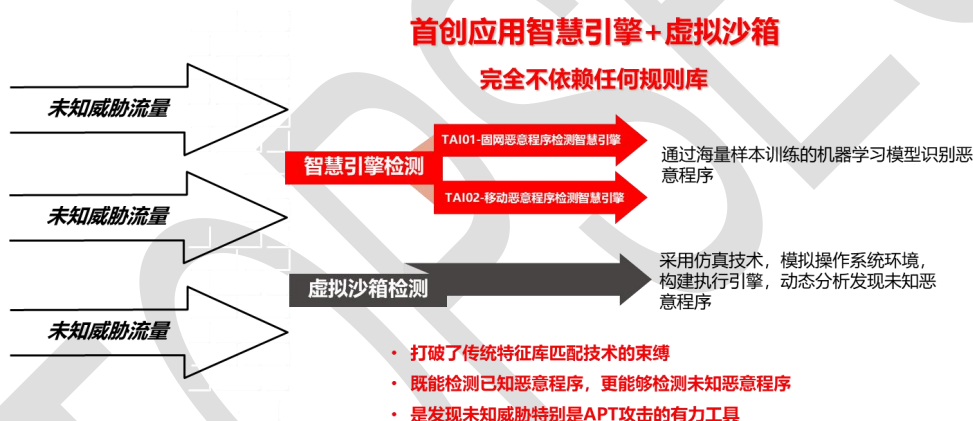 首创应用智慧引擎+虚拟沙箱
完全不依赖任何规则库
未知威胁流量
未知威胁流量
未知威胁流量
智慧引擎检测
TAI01-固网恶意程序检测智慧引擎
TAI02-移动恶意程序检测智慧引擎
通过海量样本训练的机器学习模型识别恶
意程序
虚拟沙箱检测
采用仿真技术，模拟操作系统环境，
构建执行引擎，动态分析发现未知恶
意程序
• 打破了传统特征库匹配技术的束缚
• 既能检测已知恶意程序，更能够检测未知恶意程序
• 是发现未知威胁特别是APT攻击的有力工具